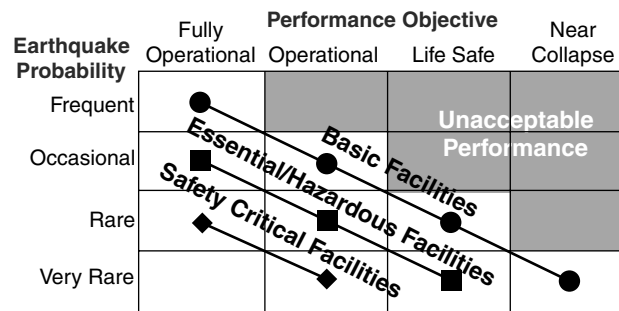 Performance Objective
Earthquake
Probability
Fully
Operational
Operational
Life Safe
Near
Collapse
Frequent
Occasional
Rare
Very Rare
Unacceptable
Performance
Basic Facilities
Essential/Hazardous Facilities
Safety Critical Facilities